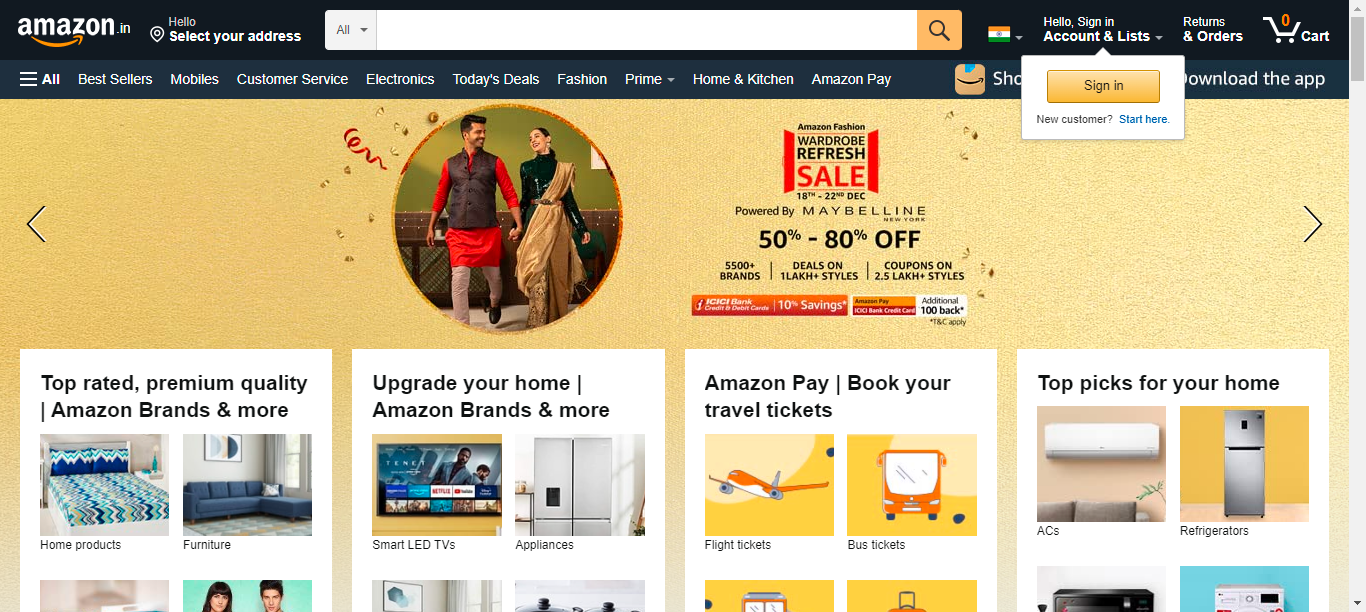 amazon.in
Hello
Select your address
All
Hello, Sign in
Account & Lists
Returns
& Orders
0
Cart
All
Best Sellers
Mobiles
Customer Service
Electronics
Today's Deals
Fashion
Prime
Home & Kitchen
Amazon Pay
Download the app
Sign in
New customer? Start here.
Amazon Fashion
WARDROBE
REFRESH
SALE
18TH - 22ND DEC
Powered By MAYBELLINE
NEW YORK
50% - 80% OFF
5500+
BRANDS
DEALS ON
1LAKH+ STYLES
COUPONS ON
2.5 LAKH+ STYLES
ICICI Bank
Credit & Debit Cards
10% Savings*
Amazon Pay
ICICI Bank Credit Card
Additional
100 back*
*T&C apply
Top rated, premium quality
| Amazon Brands & more
Home products
Furniture
Upgrade your home |
Amazon Brands & more
TENET
NETFLIX
YouTube
Smart LED TVs
Appliances
Amazon Pay | Book your
travel tickets
Flight tickets
Bus tickets
Top picks for your home
ACs
Refrigerators